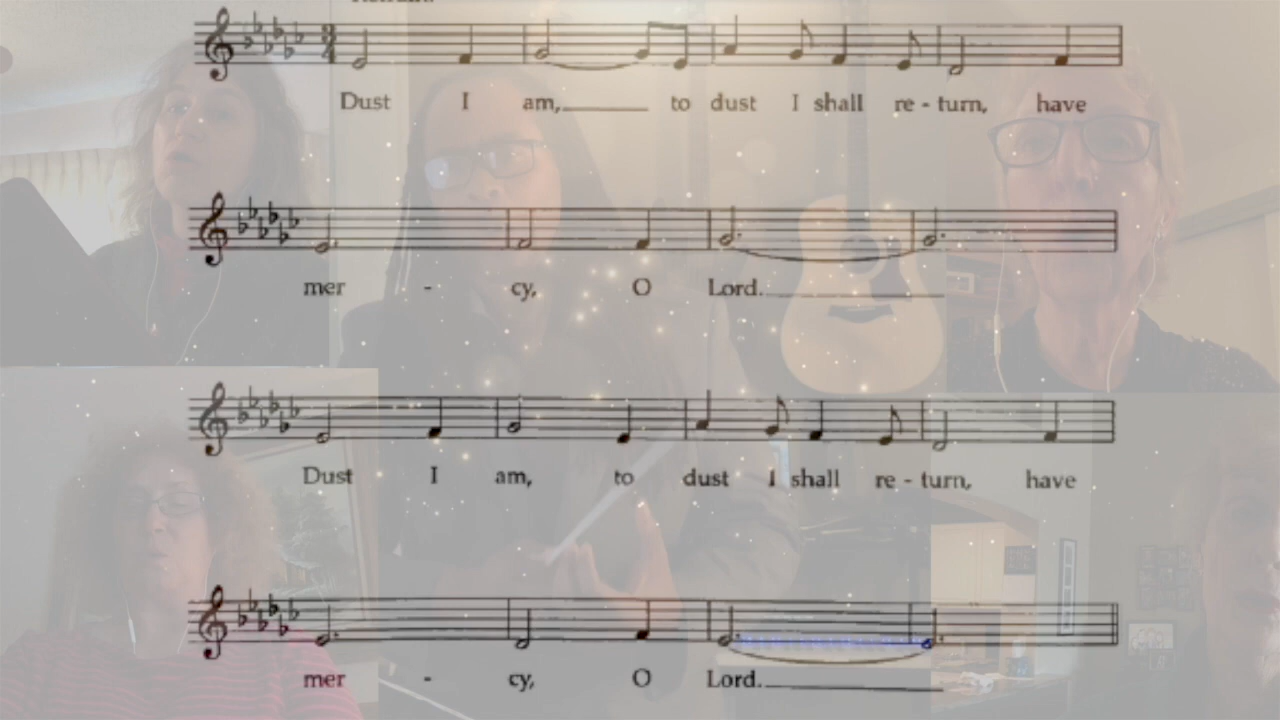 Dust I am, to dust I shall re - turn, have
mer - cy, O Lord.
Dust I am, to dust I shall re - turn, have
mer - cy, O Lord.